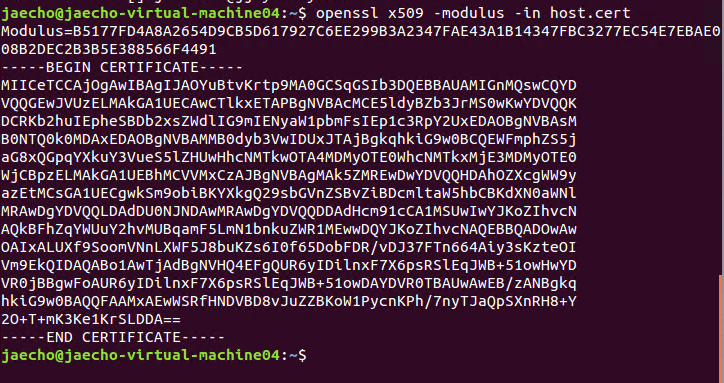 jaecho@jaecho-virtual-machine04:~$ openssl x509 -modulus -in host.cert
Modulus=B5177FD4A8A2654D9CB5D617927C6EE299B3A2347FAE43A1B14347FBC3277EC54E7EBAE0
08B2DEC2B3B5E388566F4491
-----BEGIN CERTIFICATE-----
MIICeTCCAjOgAwIBAgIJAOYuBtvKrtp9MA0GCSqGSIb3DQEBBAUAMIGnMQswCQYD
VQQGEwJVUzELMAkGA1UECAwCTlkxETAPBgNVBAcMCE5ldyBZb3JrMS0wKwYDVQQK
DCRKb2huIEpheSBDb2xsZWdlIG9mIENyaW1pbmFsIEp1c3RpY2UxEDAOBgNVBAsM
B0NTQ0k0MDAxEDAOBgNVBAMMB0dyb3VwIDUxJTAjBgkqhkiG9w0BCQEWFmphZS5j
aG8xQGpqYXkuY3VueS5lZHUwHhcNMTkwOTA4MDMyOTE0WhcNMTkxMjE3MDMyOTE0
WjCBpzELMAkGA1UEBhMCVVMxCzAJBgNVBAgMAk5ZMREwDwYDVQQHDAhOZXcgWW9y
azEtMCsGA1UECgwkSm9obiBKYXkgQ29sbGVnZSBvZiBDcmltaW5hbCBKdXN0aWNl
MRAwDgYDVQQLDAdDU0NJNDAwMRAwDgYDVQQDDAdHcm91cCA1MSUwIwYJKoZIhvcN
AQkBFhZqYWUuY2hvMUBqamF5LmN1bnkuZWR1MEwwDQYJKoZIhvcNAQEBBQADOwAw
OAIxALUXf9SoomVNnLXWF5J8buKZs6I0f65DobFDR/vDJ37FTn664Aiy3sKzteOI
Vm9EkQIDAQABo1AwTjAdBgNVHQ4EFgQUR6yIDilnxF7X6psRSlEqJWB+51owHwYD
VR0jBBgwFoAUR6yIDilnxF7X6psRSlEqJWB+51owDAYDVR0TBAUwAwEB/zANBgkq
hkiG9w0BAQQFAAMxAEwWSRfHNDVBD8vJuZZBKoW1PycnKPh/7nyTJaQpSXnRH8+Y
2O+T+mK3Ke1KrSLDDA==
-----END CERTIFICATE-----
jaecho@jaecho-virtual-machine04:~$